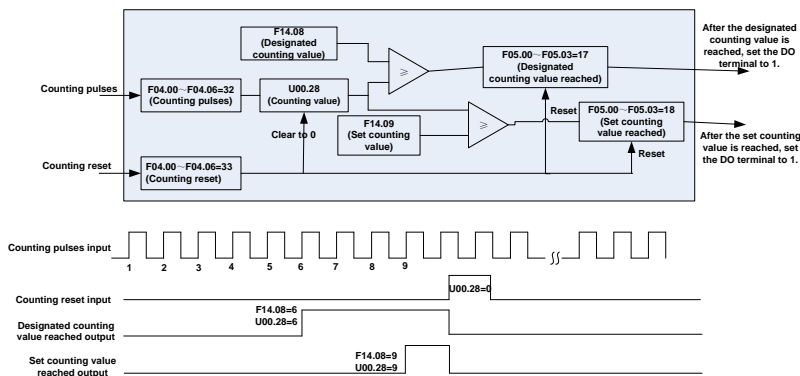 F14.08
(Designated
counting value)
After the designated
counting value is
reached, set the DO
terminal to 1.
≥
F05.00～F05.03=17
(Designated
counting value reached)
Counting pulses
F04.00～F04.06=32
(Counting pulses)
U00.28
(Counting value)
Clear to 0
F14.09
(Set counting
value)
≥
Reset
F05.00～F05.03=18
(Set counting
value reached)
Reset
After the set counting
value is reached, set
the DO terminal to 1.
Counting reset
F04.00～F04.06=33
(Counting reset)
Counting pulses input
1 2 3 4 5 6 7 8 9
Counting reset input
U00.28=0
Designated counting
value reached output
F14.08=6
U00.28=6
Set counting value
reached output
F14.08=9
U00.28=9